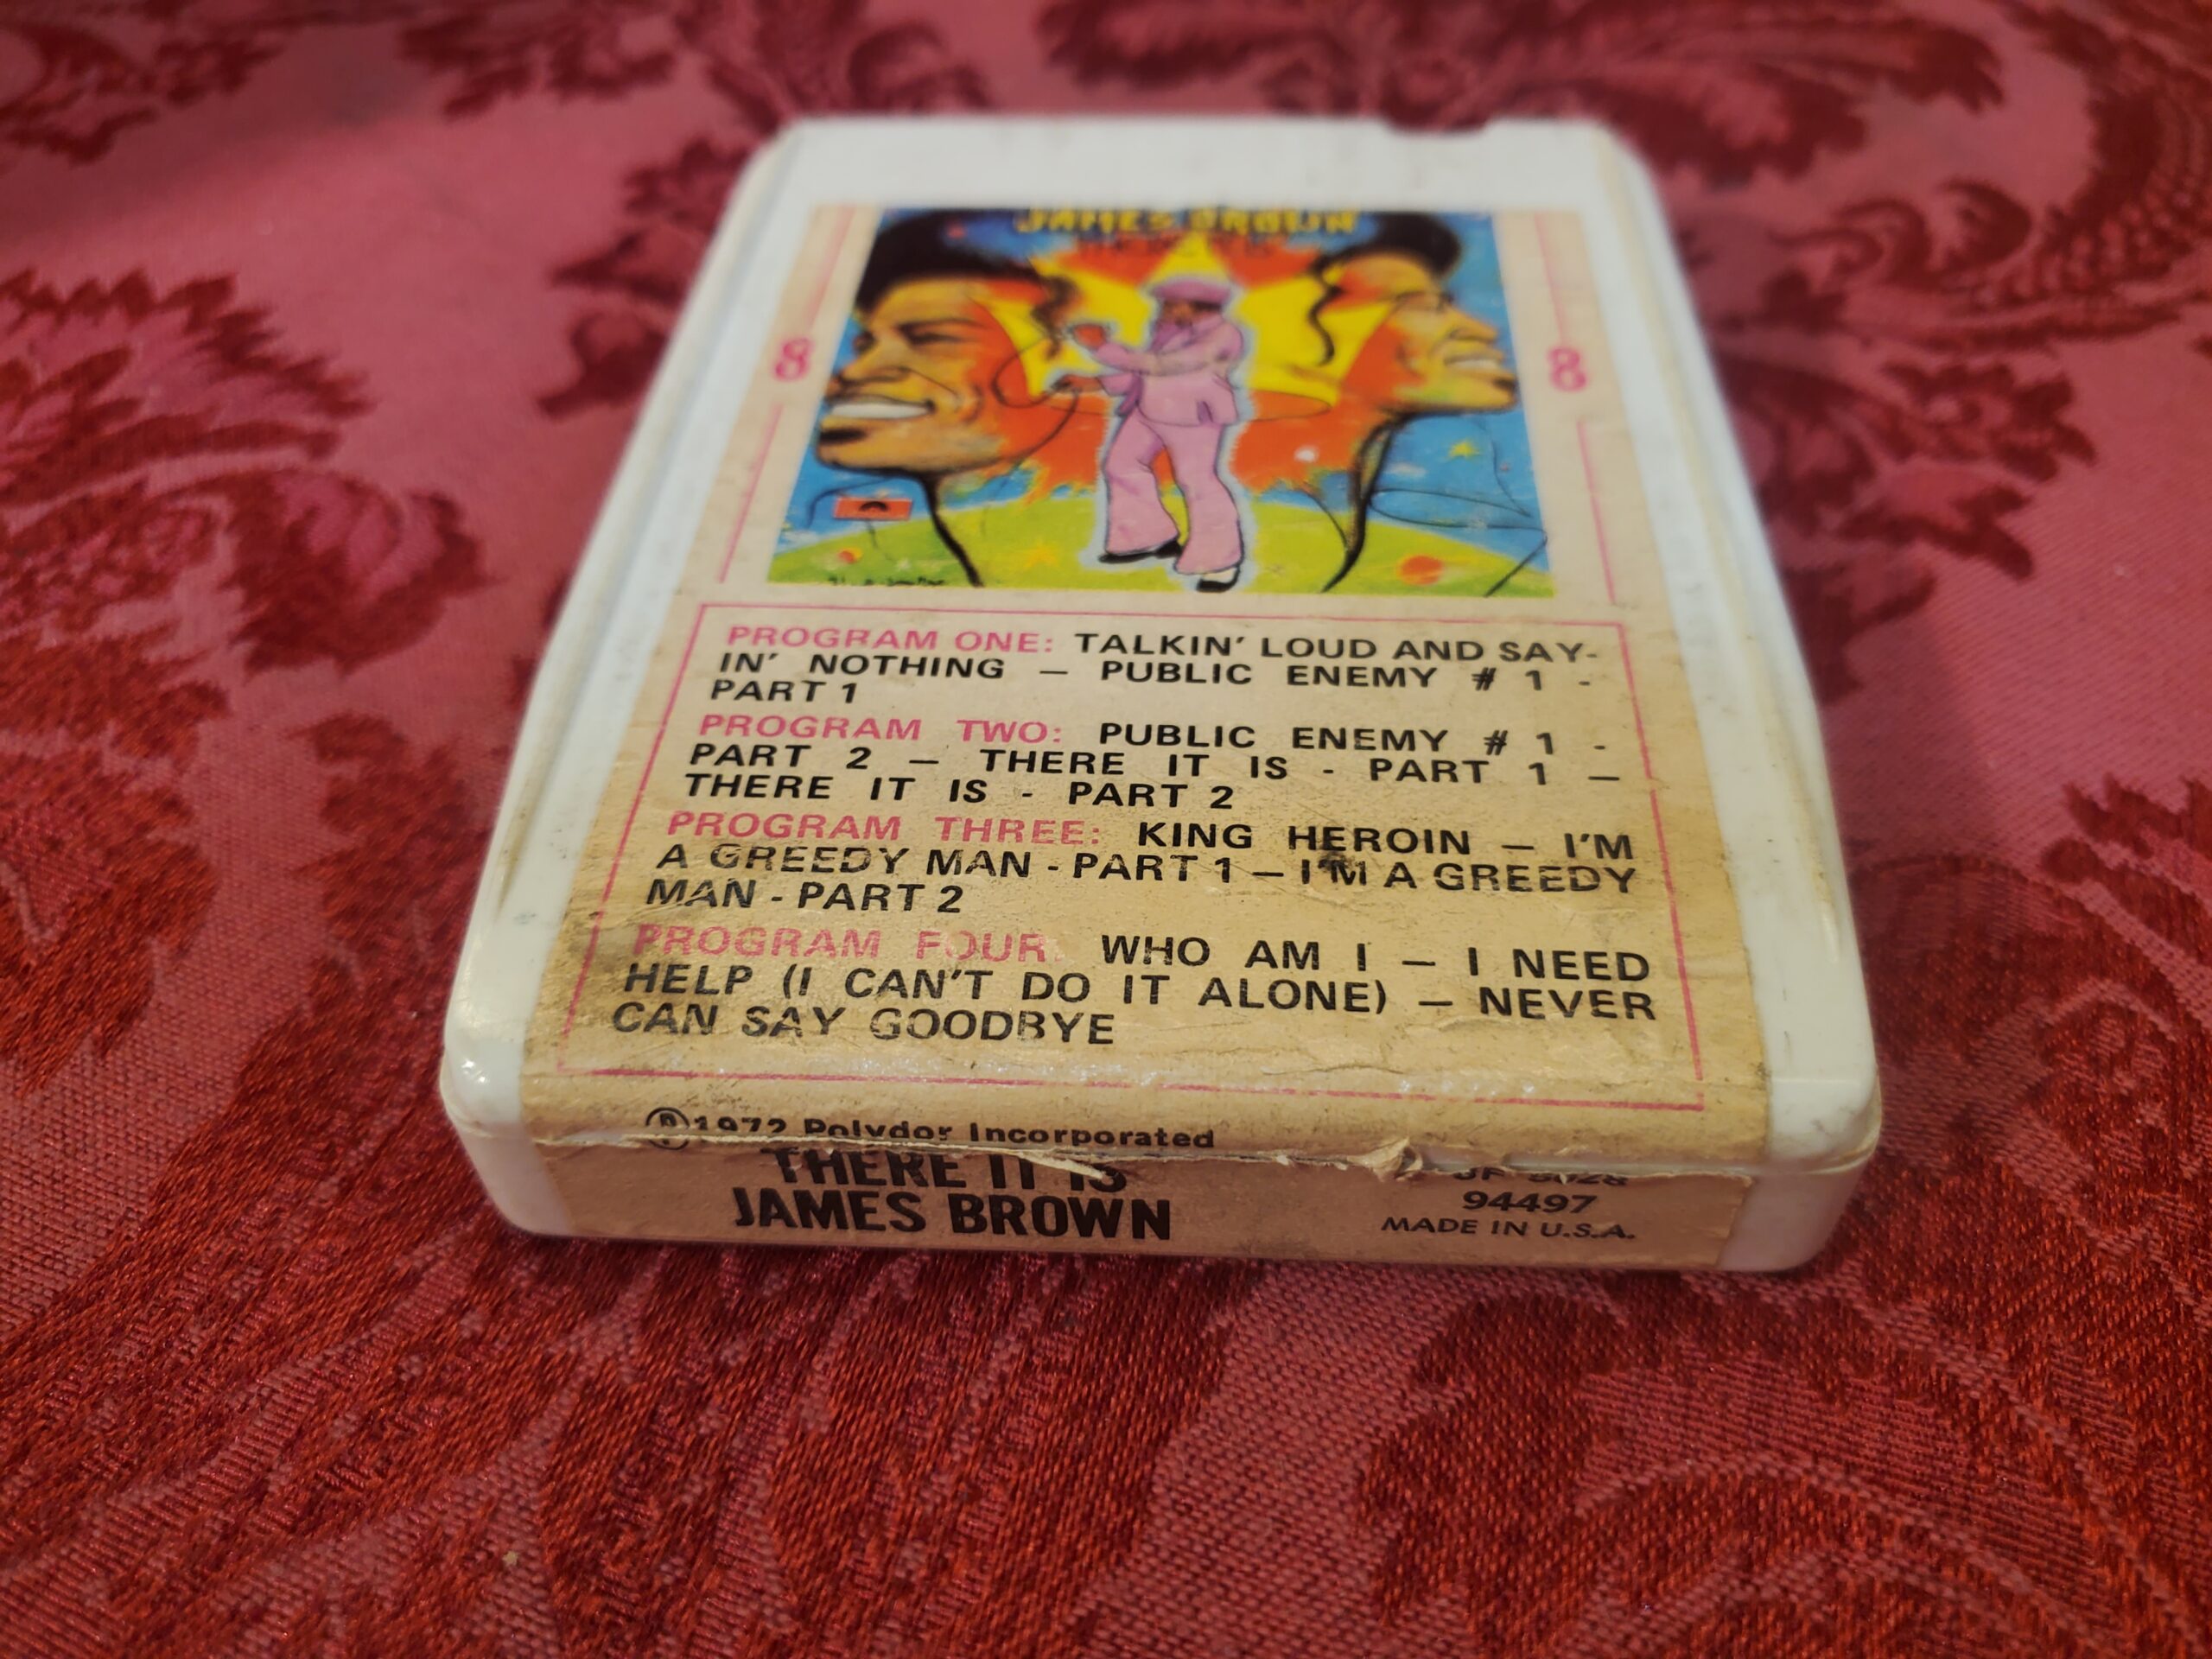 JAMES BROWN
8 8
PROGRAM ONE: TALKIN' LOUD AND SAY-
IN' NOTHING — PUBLIC ENEMY # 1 -
PART 1
PROGRAM TWO: PUBLIC ENEMY # 1 -
PART 2 — THERE IT IS - PART 1 —
THERE IT IS - PART 2
PROGRAM THREE: KING HEROIN — I'M
A GREEDY MAN - PART 1 — I'M A GREEDY
MAN - PART 2
PROGRAM FOUR: WHO AM I — I NEED
HELP (I CAN'T DO IT ALONE) — NEVER
CAN SAY GOODBYE
℗1972 Polydor Incorporated
THERE IT IS
JAMES BROWN
94497
MADE IN U.S.A.